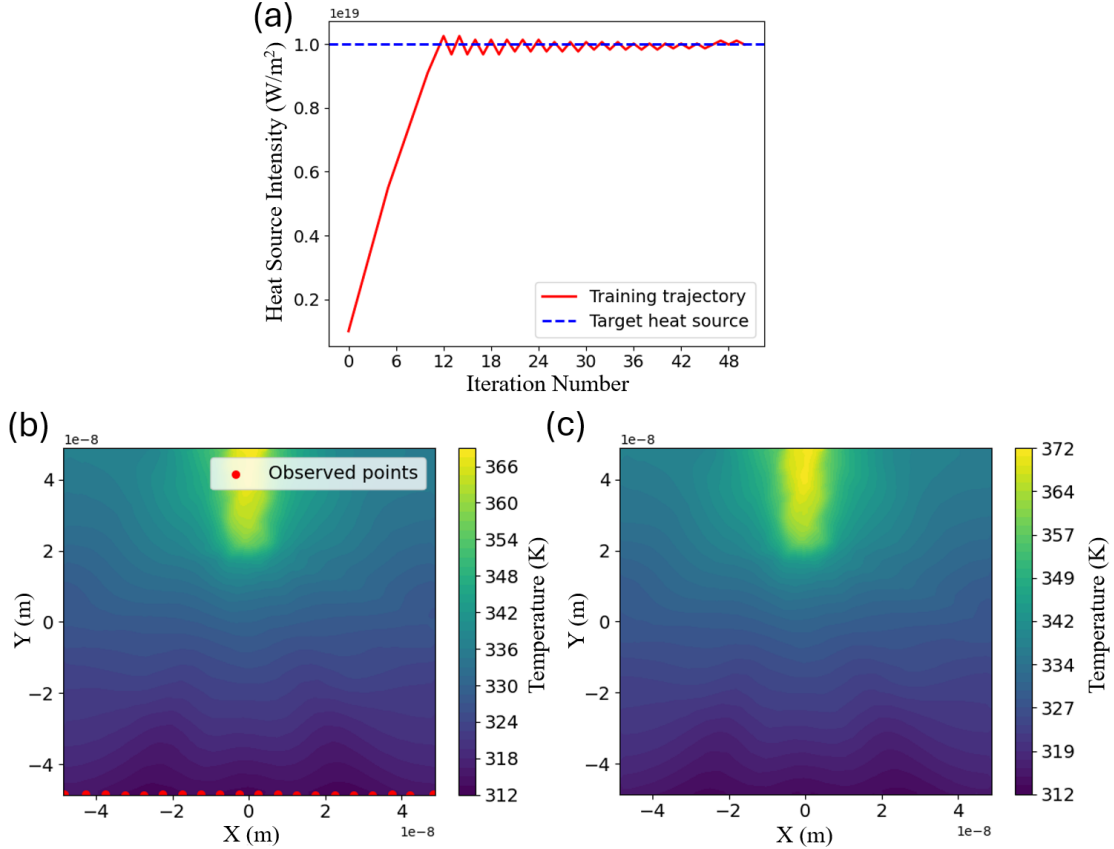 (a)
1e19
Heat Source Intensity (W/m²)
1.0
0.8
0.6
0.4
0.2
Training trajectory
Target heat source
0 6 12 18 24 30 36 42 48
Iteration Number
(b)
1e-8
Y (m)
4
2
0
−2
−4
Observed points
−4 −2 0 2 4
X (m)
1e-8
366
360
354
348
342
336
330
324
318
312
Temperature (K)
(c)
1e-8
Y (m)
4
2
0
−2
−4
−4 −2 0 2 4
X (m)
1e-8
372
364
357
349
342
334
327
319
312
Temperature (K)